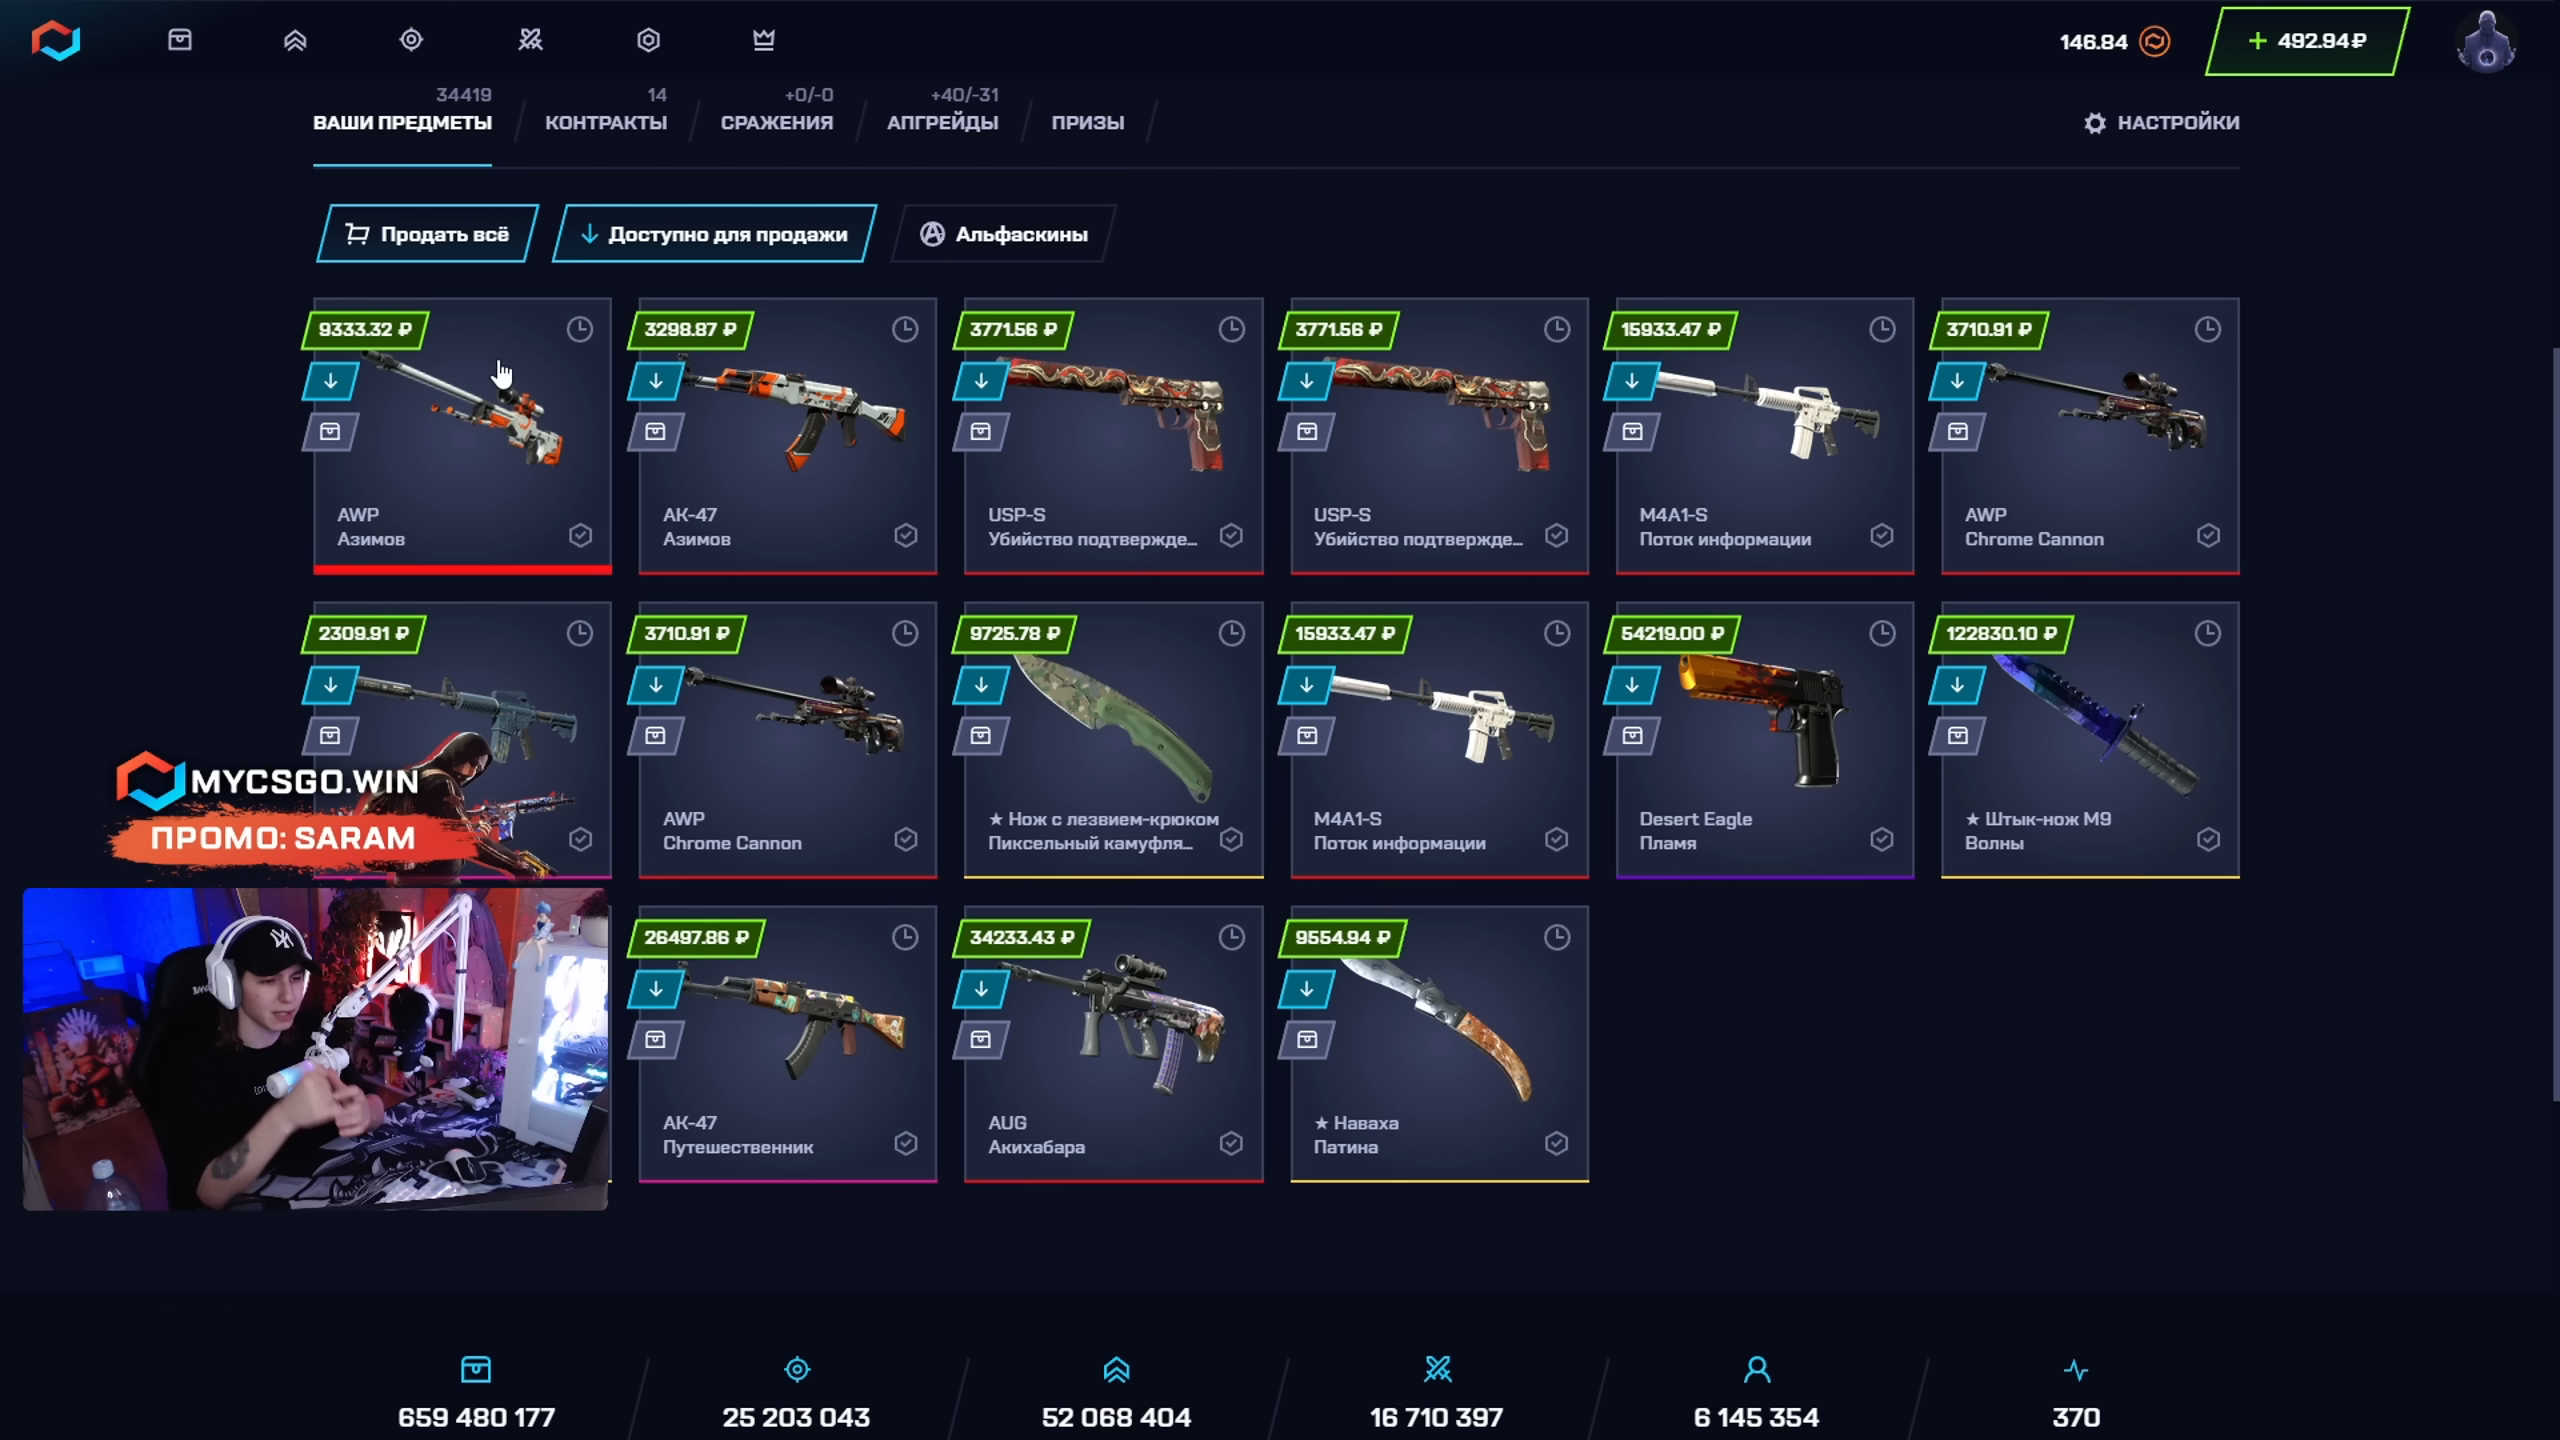 146.84
+ 492.94₽
34419
ВАШИ ПРЕДМЕТЫ
14
КОНТРАКТЫ
+0/-0
СРАЖЕНИЯ
+40/-31
АПГРЕЙДЫ
ПРИЗЫ
НАСТРОЙКИ
Продать всё
Доступно для продажи
Альфаскины
9333.32 ₽
AWP
Азимов
3298.87 ₽
AK-47
Азимов
3771.56 ₽
USP-S
Убийство подтвержде...
3771.56 ₽
USP-S
Убийство подтвержде...
15933.47 ₽
M4A1-S
Поток информации
3710.91 ₽
AWP
Chrome Cannon
2309.91 ₽
3710.91 ₽
AWP
Chrome Cannon
9725.78 ₽
★ Нож с лезвием-крюком
Пиксельный камуфля...
15933.47 ₽
M4A1-S
Поток информации
54219.00 ₽
Desert Eagle
Пламя
122830.10 ₽
★ Штык-нож M9
Волны
MYCSGO.WIN
ПРОМО: SARAM
26497.86 ₽
AK-47
Путешественник
34233.43 ₽
AUG
Акихабара
9554.94 ₽
★ Наваха
Патина
659 480 177
25 203 043
52 068 404
16 710 397
6 145 354
370